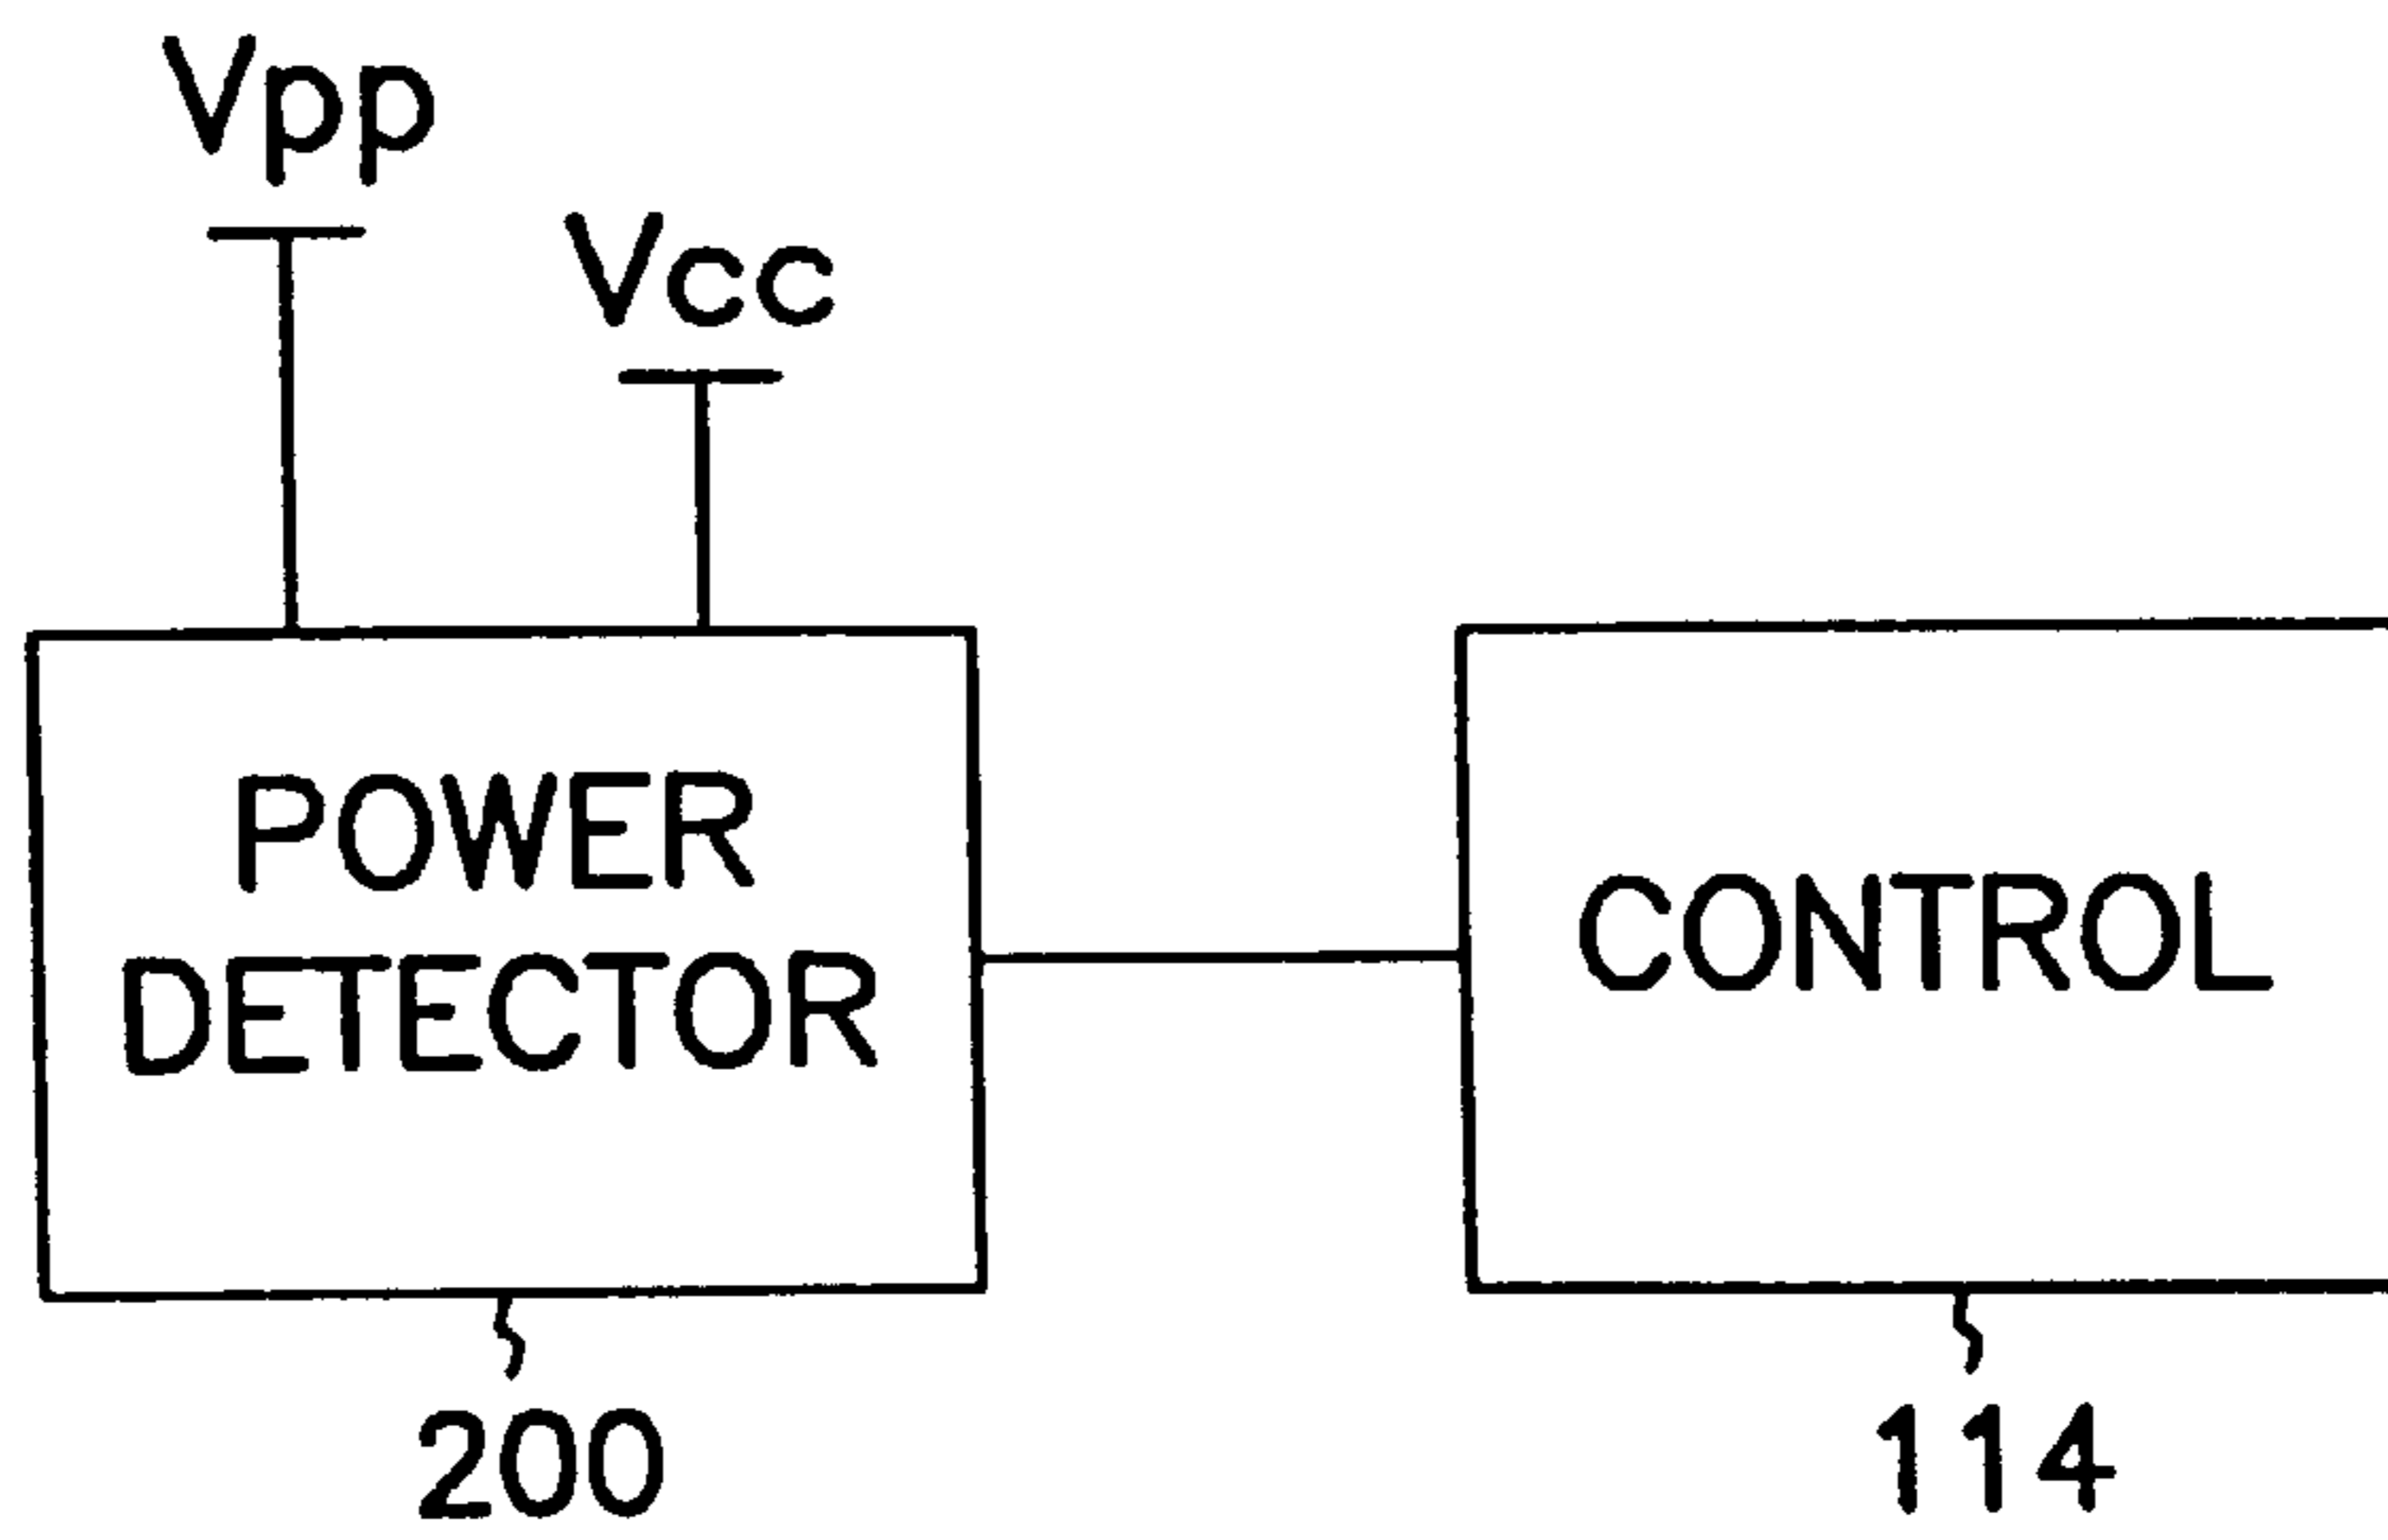 Vpp
Vcc
POWER
DETECTOR
CONTROL
200
114